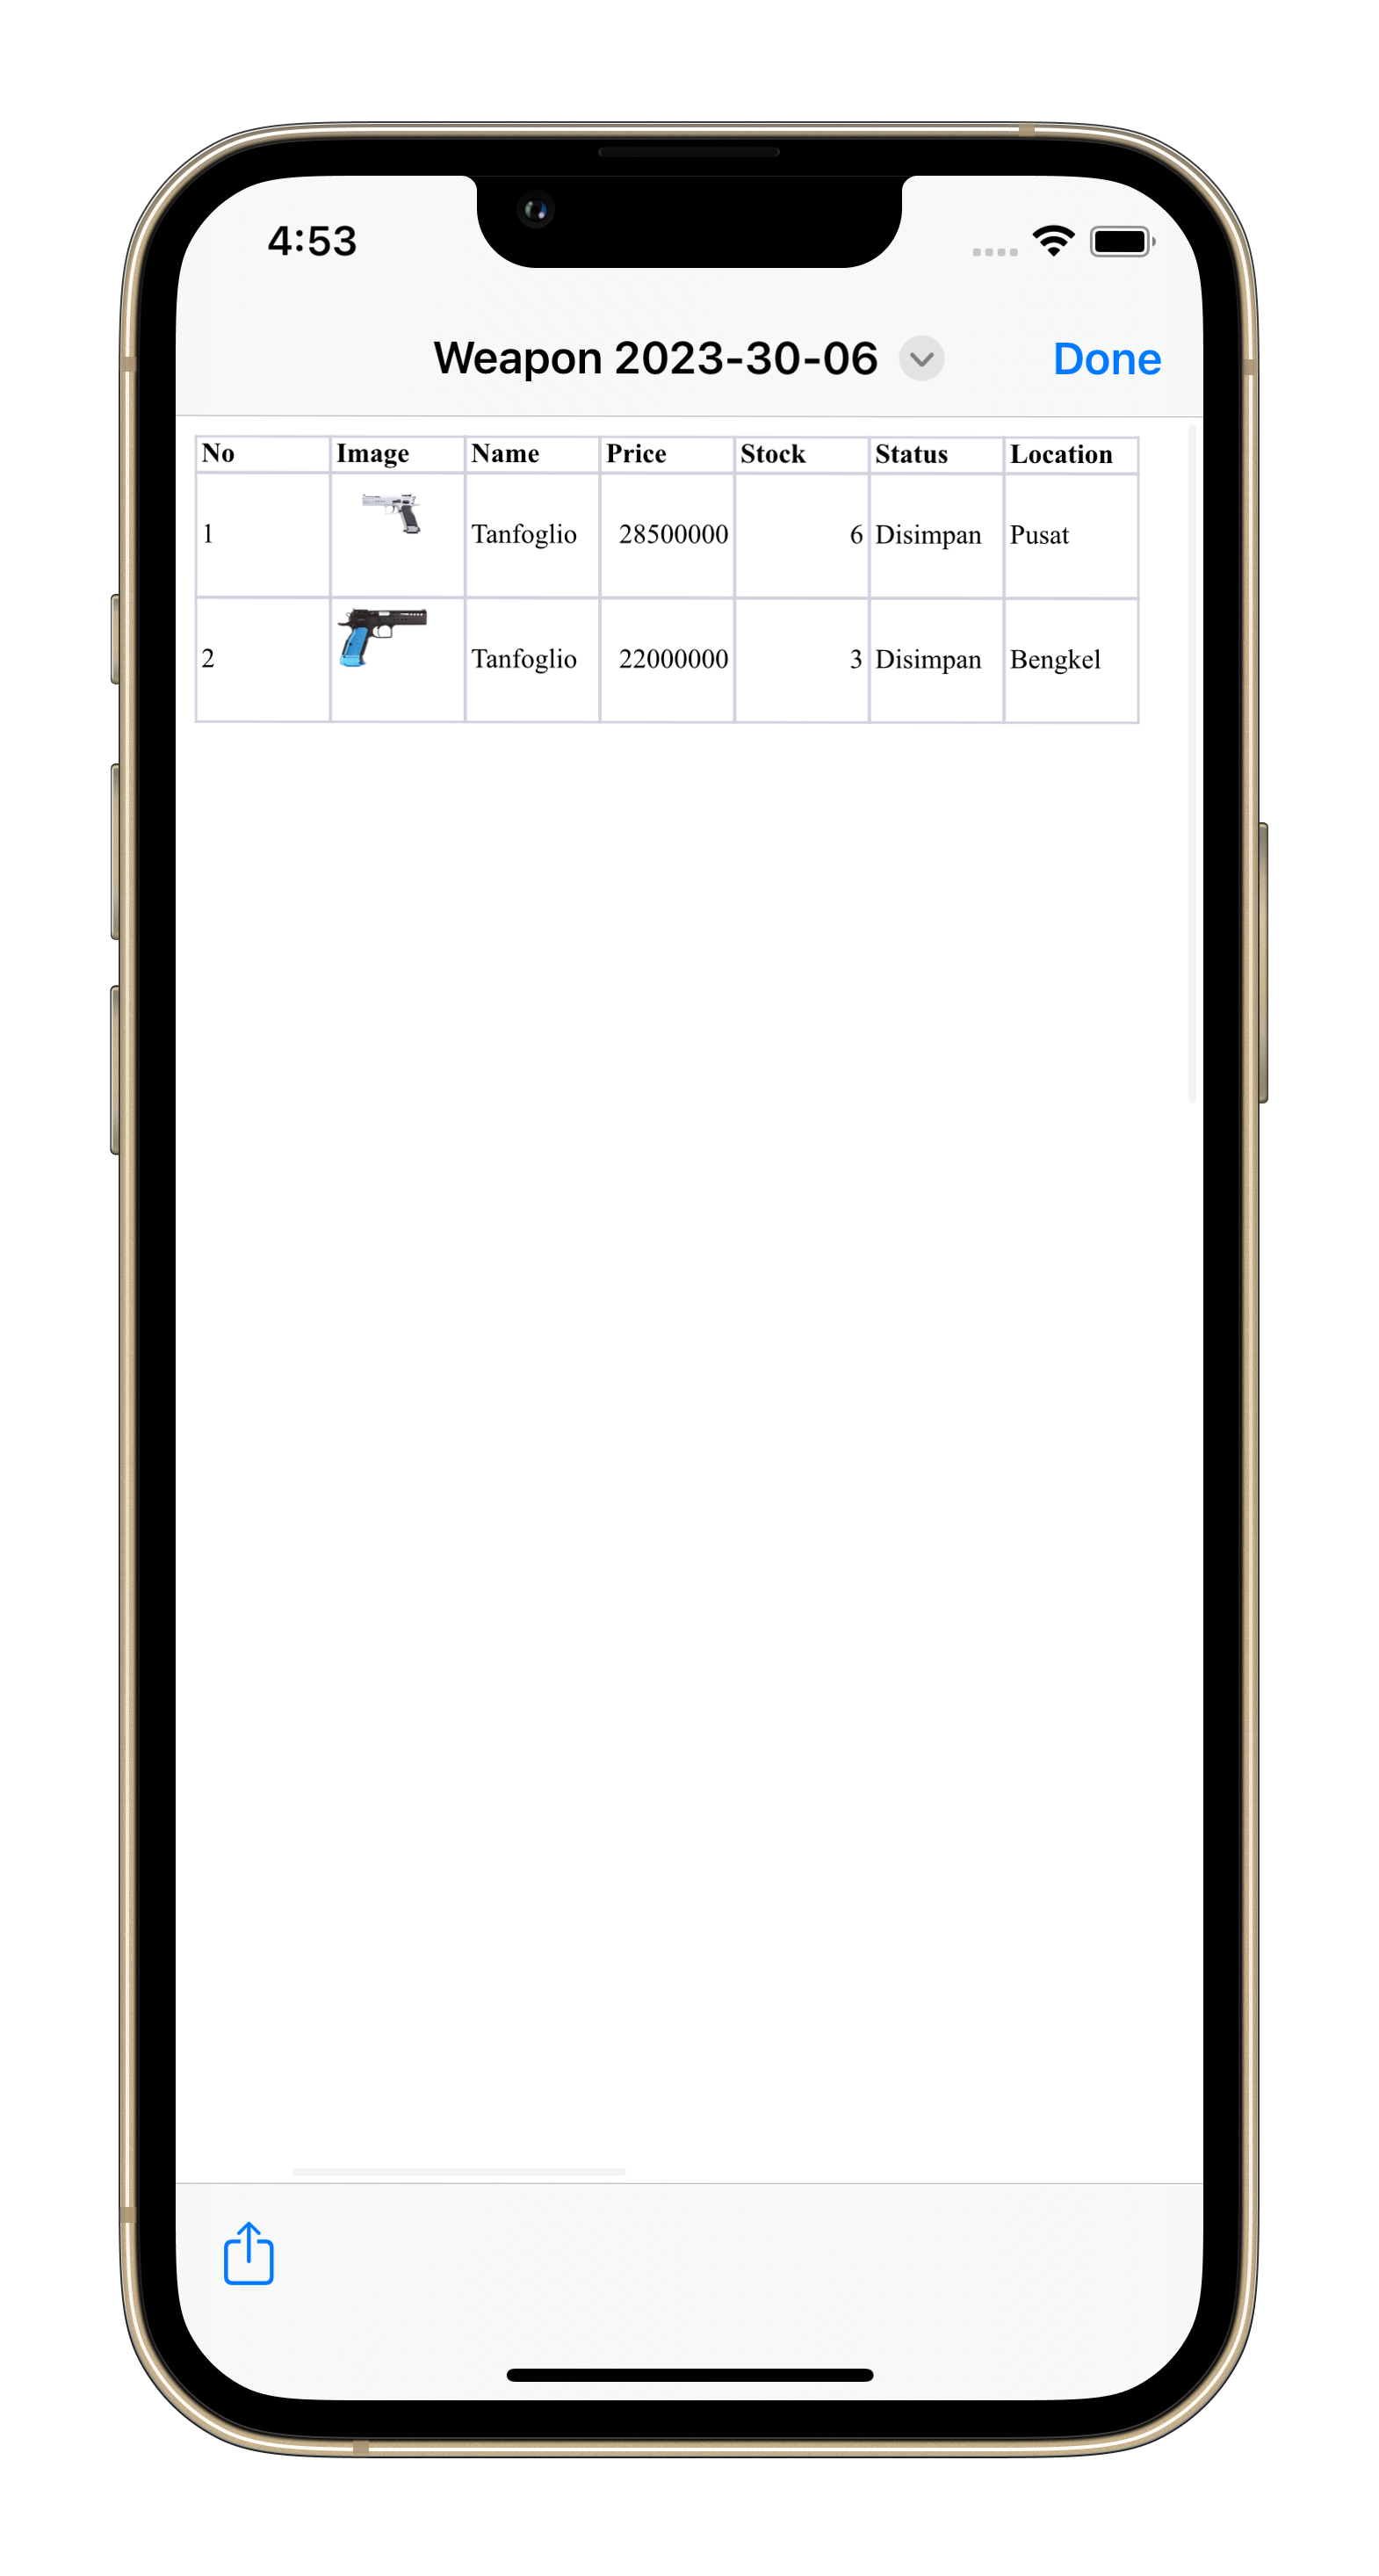 4:53
Weapon 2023-30-06 Done
No Image Name Price Stock Status Location
1 Tanfoglio 28500000 6 Disimpan Pusat
2 Tanfoglio 22000000 3 Disimpan Bengkel